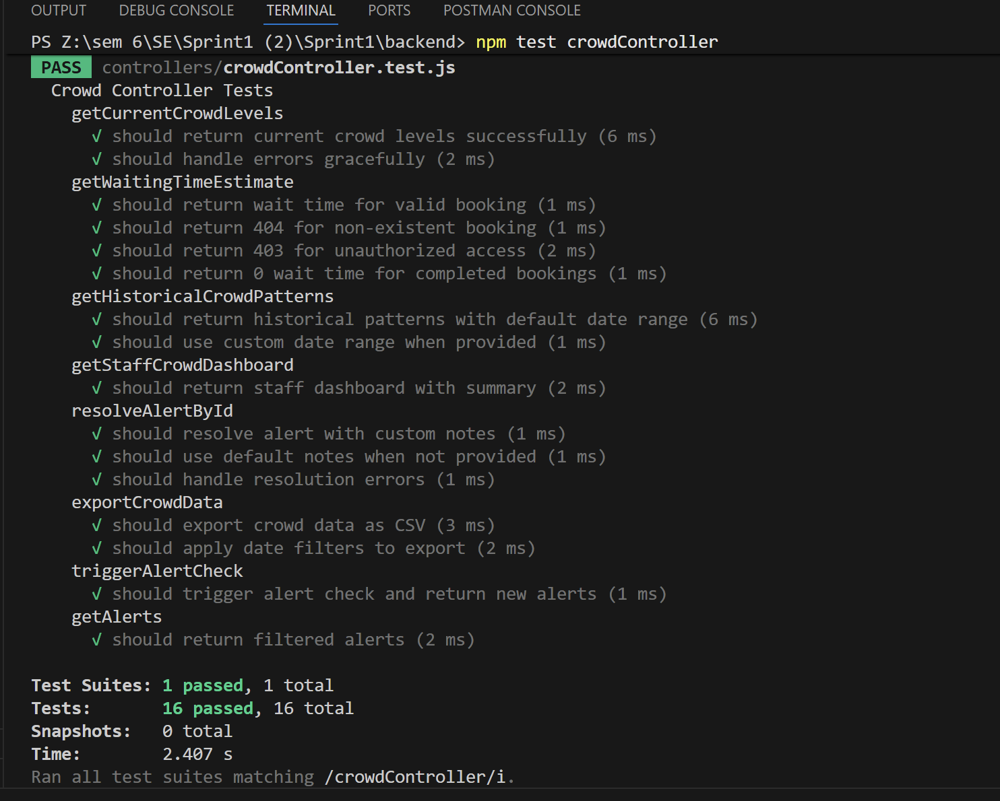 OUTPUT DEBUG CONSOLE TERMINAL PORTS POSTMAN CONSOLE
PS Z:\sem 6\SE\Sprint1 (2)\Sprint1\backend> npm test crowdController
PASS controllers/crowdController.test.js
Crowd Controller Tests
getCurrentCrowdLevels
√ should return current crowd levels successfully (6 ms)
√ should handle errors gracefully (2 ms)
getWaitingTimeEstimate
√ should return wait time for valid booking (1 ms)
√ should return 404 for non-existent booking (1 ms)
√ should return 403 for unauthorized access (2 ms)
√ should return 0 wait time for completed bookings (1 ms)
getHistoricalCrowdPatterns
√ should return historical patterns with default date range (6 ms)
√ should use custom date range when provided (1 ms)
getStaffCrowdDashboard
√ should return staff dashboard with summary (2 ms)
resolveAlertById
√ should resolve alert with custom notes (1 ms)
√ should use default notes when not provided (1 ms)
√ should handle resolution errors (1 ms)
exportCrowdData
√ should export crowd data as CSV (3 ms)
√ should apply date filters to export (2 ms)
triggerAlertCheck
√ should trigger alert check and return new alerts (1 ms)
getAlerts
√ should return filtered alerts (2 ms)
Test Suites: 1 passed, 1 total
Tests: 16 passed, 16 total
Snapshots: 0 total
Time: 2.407 s
Ran all test suites matching /crowdController/i.